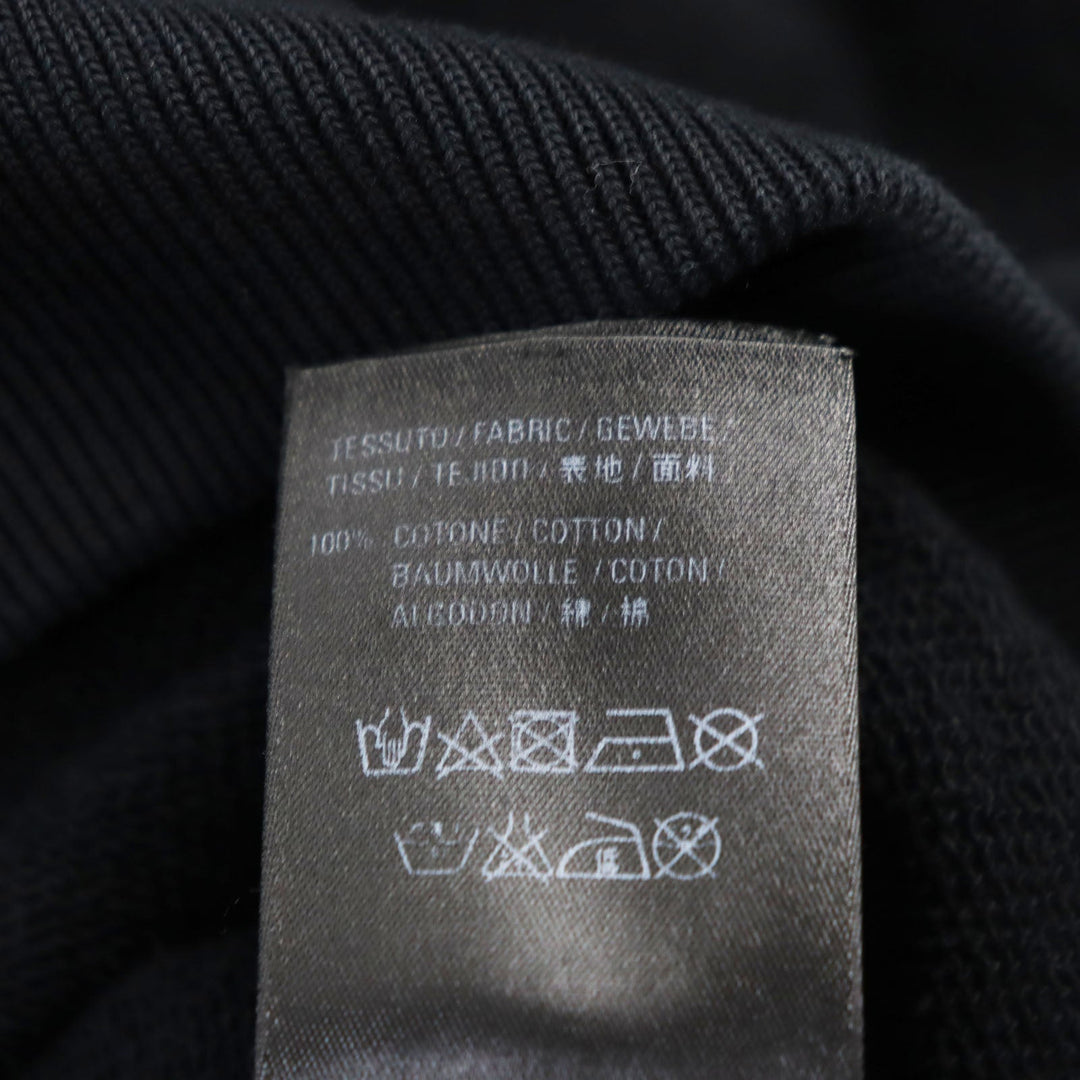 TESSUTO / FABRIC / GEWEBE /
TISSU / TEJIDO / 表地 / 面料
100% COTONE / COTTON /
BAUMWOLLE / COTON /
ALGODON / 綿 / 棉